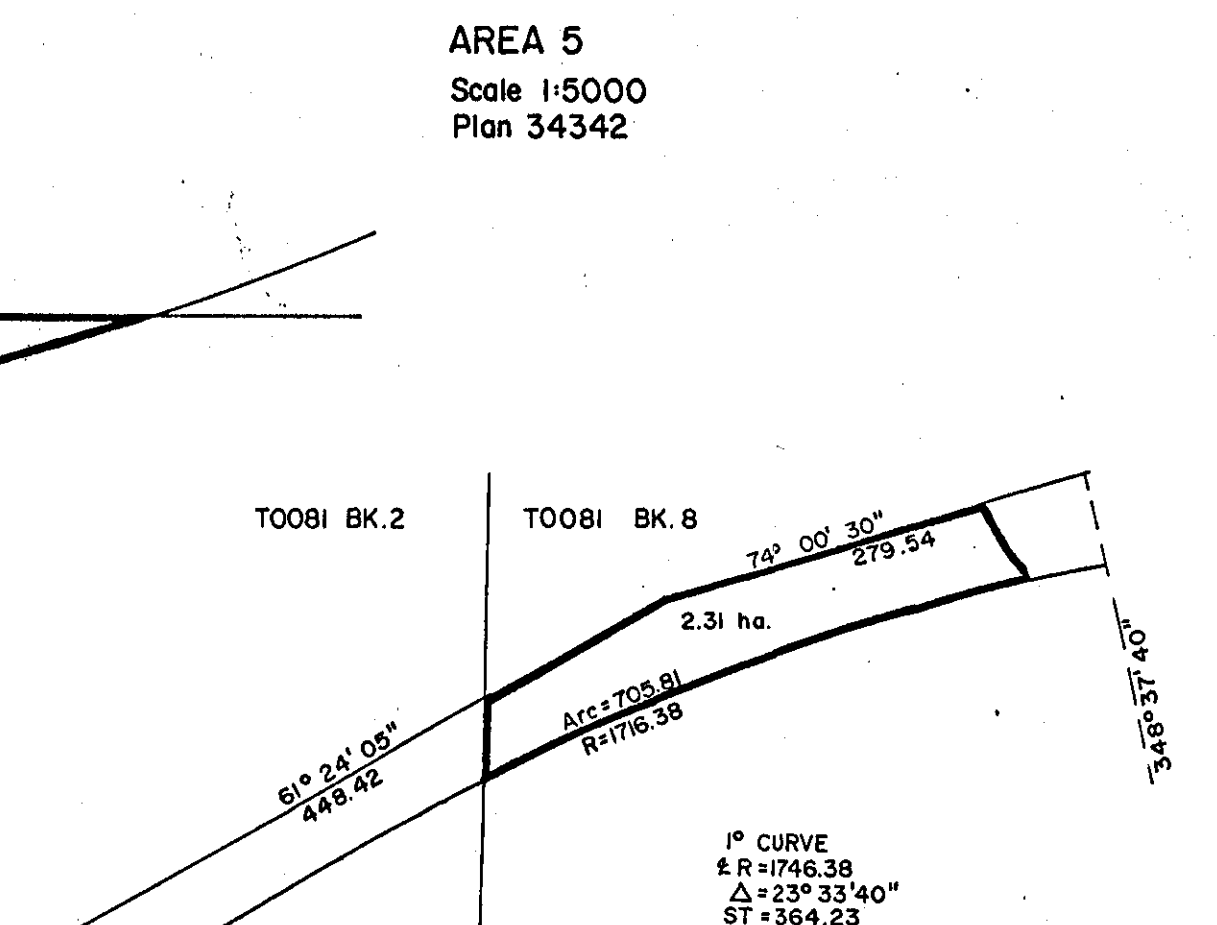 AREA 5
Scale 1:5000
Plan 34342
T0081 BK.2
T0081 BK.8
74° 00' 30"
279.54
2.31 ha.
Arc=705.81
R=1716.38
61° 24' 05"
448.42
348° 37' 40"
1° CURVE
℄ R=1746.38
Δ=23° 33' 40"
ST=364.23